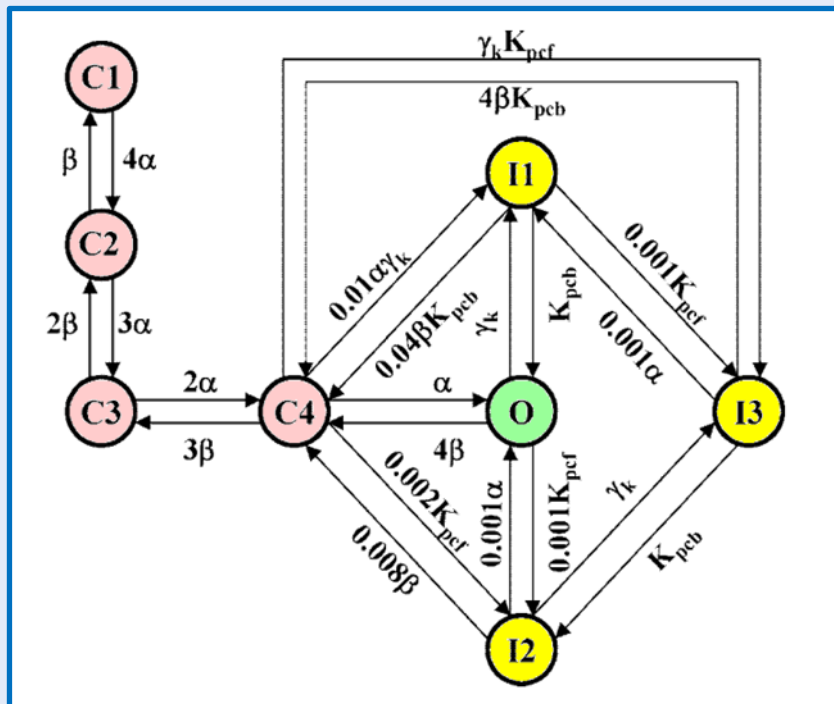 γₖKₚcf
4βKₚcb
C1
β
4α
I1
C2
0.01αγₖ
0.04βKₚcb
γₖ
Kₚcb
0.001Kₚcf
0.001α
2β
3α
C3
2α
3β
C4
α
4β
O
I3
0.002Kₚcf
0.008β
0.001α
0.001Kₚcf
γₖ
Kₚcb
I2